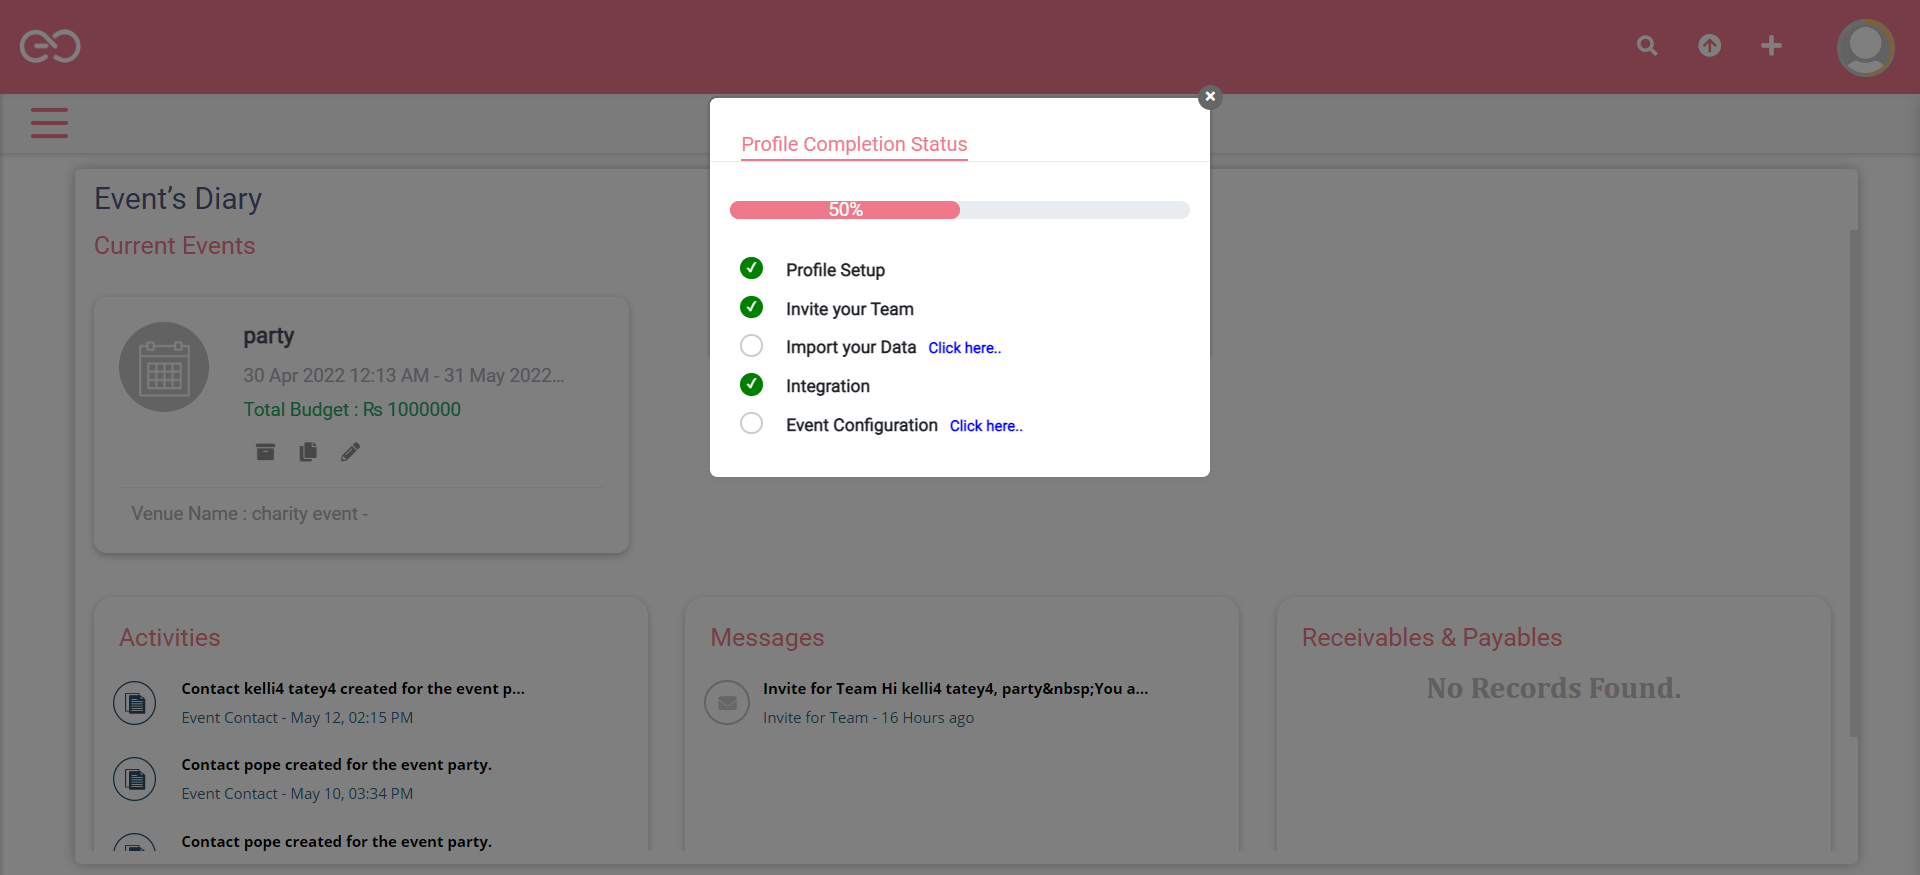 Profile Completion Status
50%
Profile Setup
Invite your Team
Import your Data Click here..
Integration
Event Configuration Click here..
Event’s Diary
Current Events
party
30 Apr 2022 12:13 AM - 31 May 2022...
Total Budget : ₨ 1000000
Venue Name : charity event -
Activities
Contact kelli4 tatey4 created for the event p...
Event Contact - May 12, 02:15 PM
Contact pope created for the event party.
Event Contact - May 10, 03:34 PM
Contact pope created for the event party.
Messages
Invite for Team Hi kelli4 tatey4, party&nbsp;You a...
Invite for Team - 16 Hours ago
Receivables & Payables
No Records Found.